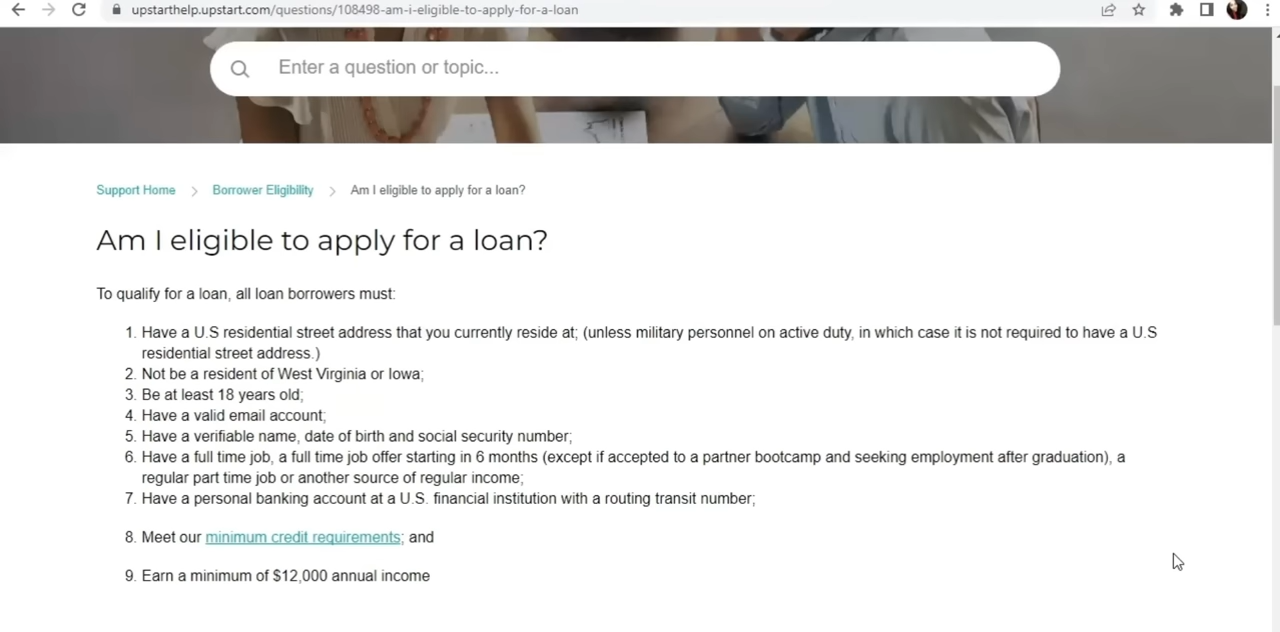 upstarthelp.upstart.com/questions/108498-am-i-eligible-to-apply-for-a-loan
Enter a question or topic...
Support Home > Borrower Eligibility > Am I eligible to apply for a loan?
Am I eligible to apply for a loan?
To qualify for a loan, all loan borrowers must:
1. Have a U.S residential street address that you currently reside at; (unless military personnel on active duty, in which case it is not required to have a U.S
residential street address.)
2. Not be a resident of West Virginia or Iowa;
3. Be at least 18 years old;
4. Have a valid email account;
5. Have a verifiable name, date of birth and social security number;
6. Have a full time job, a full time job offer starting in 6 months (except if accepted to a partner bootcamp and seeking employment after graduation), a
regular part time job or another source of regular income;
7. Have a personal banking account at a U.S. financial institution with a routing transit number;
8. Meet our minimum credit requirements; and
9. Earn a minimum of $12,000 annual income